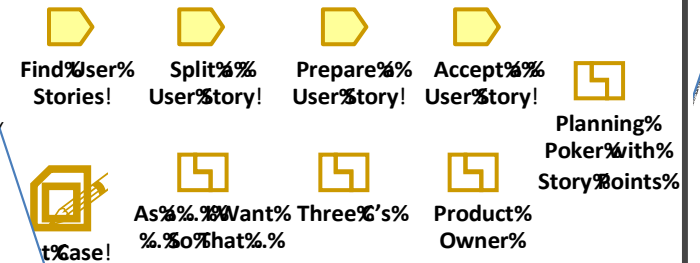 Find%User%
Stories!
Split%a%
User%Story!
Prepare%a%
User%Story!
Accept%a%
User%Story!
Planning%
Poker%with%
Story%Points%
t%Case!
As%a%..%I%Want%
%..%So%That%..%
Three%C's%
Product%
Owner%